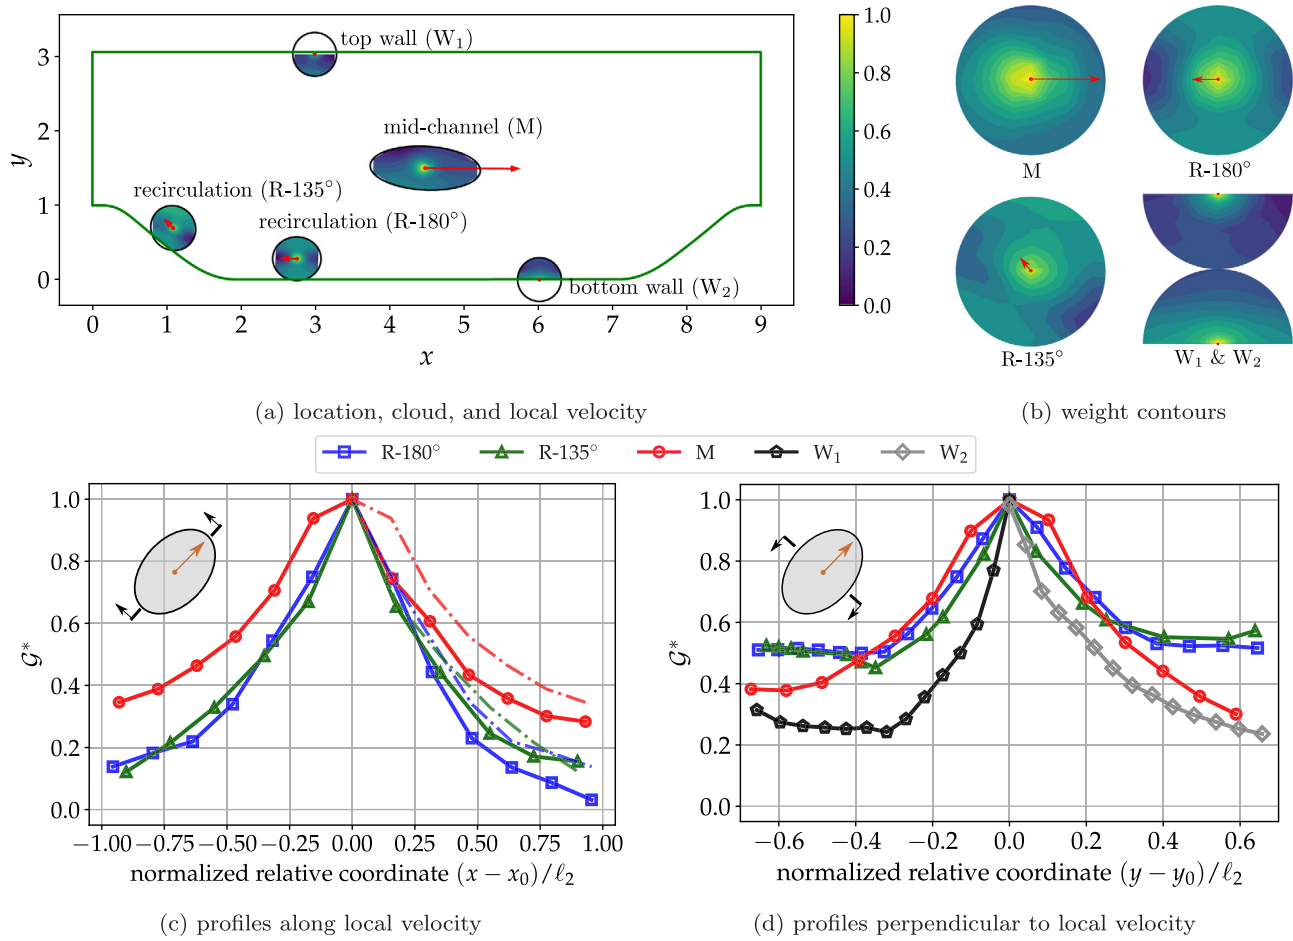 top wall (W₁)
mid-channel (M)
recirculation (R-135°)
recirculation (R-180°)
bottom wall (W₂)
3
2
1
0
y
0 1 2 3 4 5 6 7 8 9
x
1.0
0.8
0.6
0.4
0.2
0.0
M
R-180°
R-135°
W₁ & W₂
(a) location, cloud, and local velocity
(b) weight contours
R-180° R-135° M W₁ W₂
1.0
0.8
0.6
0.4
0.2
0.0
𝒢*
−1.00 −0.75 −0.50 −0.25 0.00 0.25 0.50 0.75 1.00
normalized relative coordinate (x − x₀)/ℓ₂
(c) profiles along local velocity
1.0
0.8
0.6
0.4
0.2
0.0
𝒢*
−0.6 −0.4 −0.2 0.0 0.2 0.4 0.6
normalized relative coordinate (y − y₀)/ℓ₂
(d) profiles perpendicular to local velocity